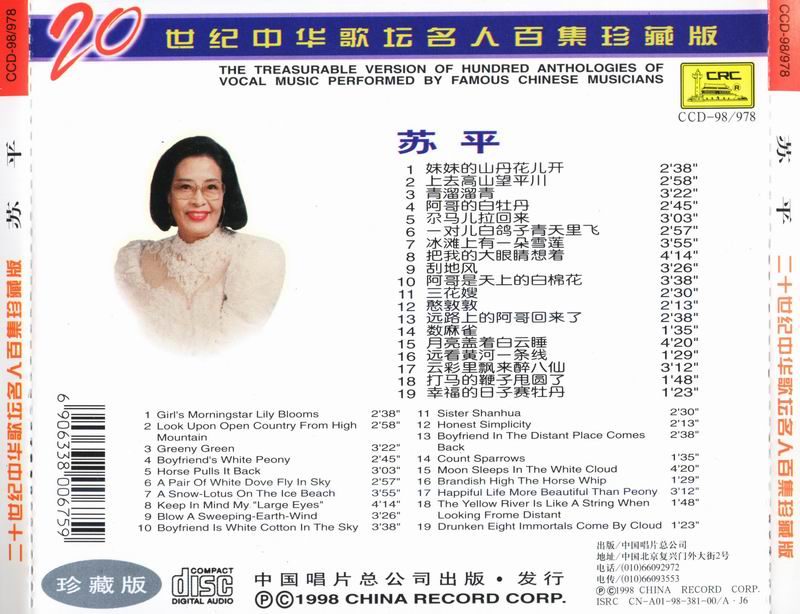 CCD-98/978
20世纪中华歌坛名人百集珍藏版
THE TREASURABLE VERSION OF HUNDRED ANTHOLOGIES OF
VOCAL MUSIC PERFORMED BY FAMOUS CHINESE MUSICIANS
CRC
®
CCD-98/978
苏平
1 妹妹的山丹花儿开 2'38"
2 上去高山望平川 2'58"
3 青溜溜青 3'22"
4 阿哥的白牡丹 2'45"
5 尕马儿拉回来 3'03"
6 一对儿白鸽子青天里飞 2'57"
7 冰滩上有一朵雪莲 3'55"
8 把我的大眼睛想着 4'14"
9 刮地风 3'26"
10 阿哥是天上的白棉花 3'38"
11 三花嫂 2'30"
12 憨敦敦 2'13"
13 远路上的阿哥回来了 2'38"
14 数麻雀 1'35"
15 月亮盖着白云睡 4'20"
16 远看黄河一条线 1'29"
17 云彩里飘来醉八仙 3'12"
18 打马的鞭子甩圆了 1'48"
19 幸福的日子赛牡丹 1'23"
1 Girl's Morningstar Lily Blooms 2'38"
2 Look Upon Open Country From High 2'58"
Mountain
3 Greeny Green 3'22"
4 Boyfriend's White Peony 2'45"
5 Horse Pulls It Back 3'03"
6 A Pair Of White Dove Fly In Sky 2'57"
7 A Snow-Lotus On The Ice Beach 3'55"
8 Keep In Mind My "Large Eyes" 4'14"
9 Blow A Sweeping-Earth-Wind 3'26"
10 Boyfriend Is White Cotton In The Sky 3'38"
11 Sister Shanhua 2'30"
12 Honest Simplicity 2'13"
13 Boyfriend In The Distant Place Comes 2'38"
Back
14 Count Sparrows 1'35"
15 Moon Sleeps In The White Cloud 4'20"
16 Brandish High The Horse Whip 1'29"
17 Happiful Life More Beautiful Than Peony 3'12"
18 The Yellow River Is Like A String When 1'48"
Looking Frome Distant
19 Drunken Eight Immortals Come By Cloud 1'23"
6 906338 006759
珍藏版
COMPACT
disc
DIGITAL AUDIO
中国唱片总公司出版·发行
Ⓟ©1998 CHINA RECORD CORP.
出版/中国唱片总公司
地址/中国北京复兴门外大街2号
电话/(010)66092972
电传/(010)66093553
ISRC CN-A01-98-381-00/A·J6
苏平
二十世纪中华歌坛名人百集珍藏版
CCD-98/978
苏平
二十世纪中华歌坛名人百集珍藏版